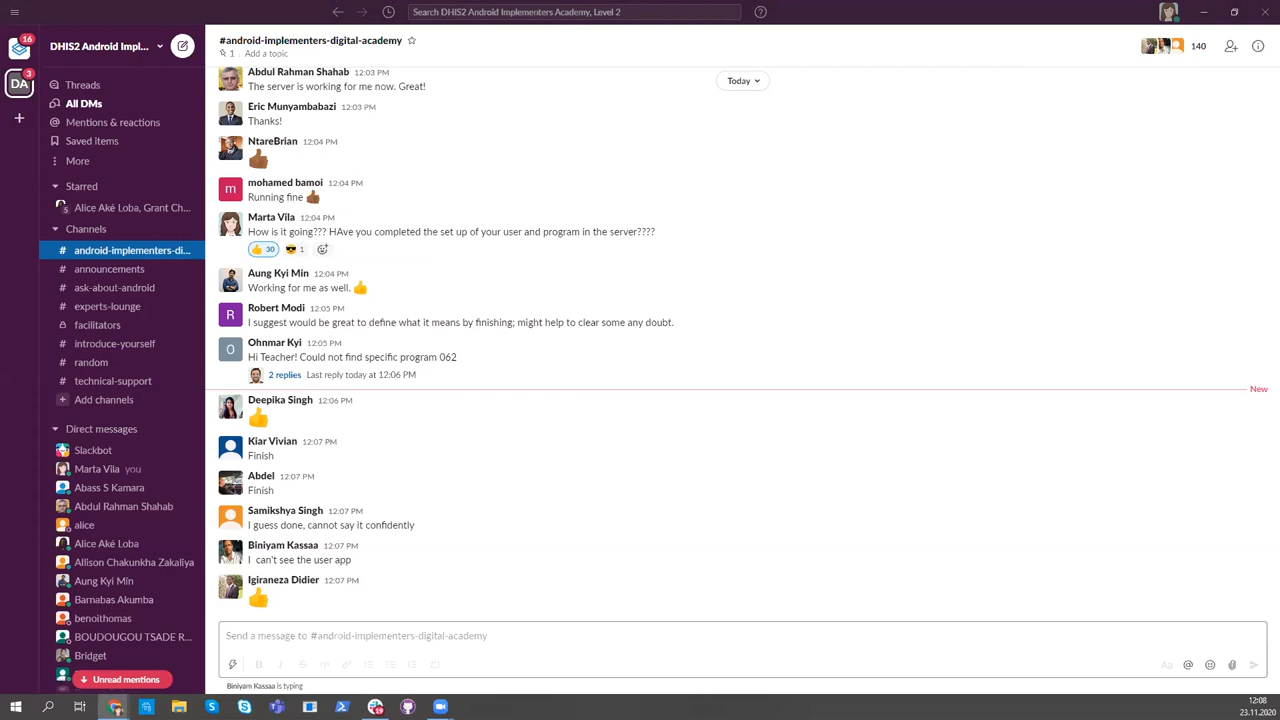 Search DHIS2 Android Implementers Academy, Level 2
16
DHIS2 Android Impl...
DA
3
Threads
All DMs
Mentions & reactions
Saved items
More
Starred
5
Alice Aké Loba, Grant Ch...
Channels
# android-implementers-di...
# announcements
# ask-about-android
# experts-lounge
facilitators
# introduce-yourself
# random
# technical-support
Add channels
Direct messages
Slackbot
Marta Vila you
Abass S Kamara
Abdul Rahman Shahab
alice
Alice Aké Loba
Allison Chakunkha Zakaliya
Aung Kyi Min
Barnabas Akumba
benoithomas
BOUDOUGOU TSADE R...
Bridget
Unread mentions
#android-implementers-digital-academy
1 Add a topic
140
Today
Abdul Rahman Shahab 12:03 PM
The server is working for me now. Great!
Eric Munyambabazi 12:03 PM
Thanks!
NtareBrian 12:04 PM
m
mohamed bamoi 12:04 PM
Running fine
Marta Vila 12:04 PM
How is it going??? HAve you completed the set up of your user and program in the server????
30 1
Aung Kyi Min 12:04 PM
Working for me as well.
R
Robert Modi 12:05 PM
I suggest would be great to define what it means by finishing; might help to clear some any doubt.
O
Ohnmar Kyi 12:05 PM
Hi Teacher! Could not find specific program 062
2 replies Last reply today at 12:06 PM
New
Deepika Singh 12:06 PM
Kiar Vivian 12:07 PM
Finish
Abdel 12:07 PM
Finish
Samikshya Singh 12:07 PM
I guess done, cannot say it confidently
Biniyam Kassaa 12:07 PM
I can't see the user app
Igiraneza Didier 12:07 PM
Send a message to #android-implementers-digital-academy
B I S Aa @
Biniyam Kassaa is typing
12:08
23.11.2020